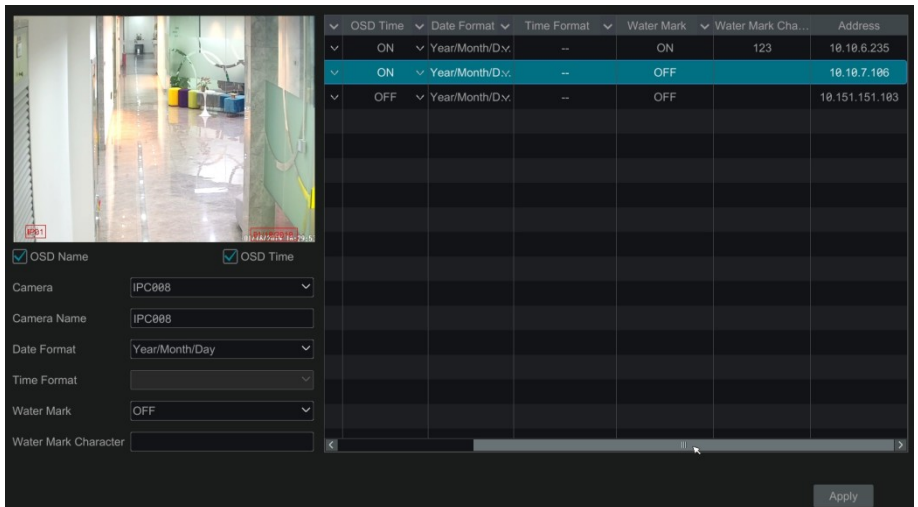 OSD Time Date Format Time Format Water Mark Water Mark Cha... Address
ON Year/Month/D -- ON 123 10.10.6.235
ON Year/Month/D -- OFF 10.10.7.106
OFF Year/Month/D -- OFF 10.151.151.103
IP01
OSD Name OSD Time
Camera IPC008
Camera Name IPC008
Date Format Year/Month/Day
Time Format
Water Mark OFF
Water Mark Character
Apply